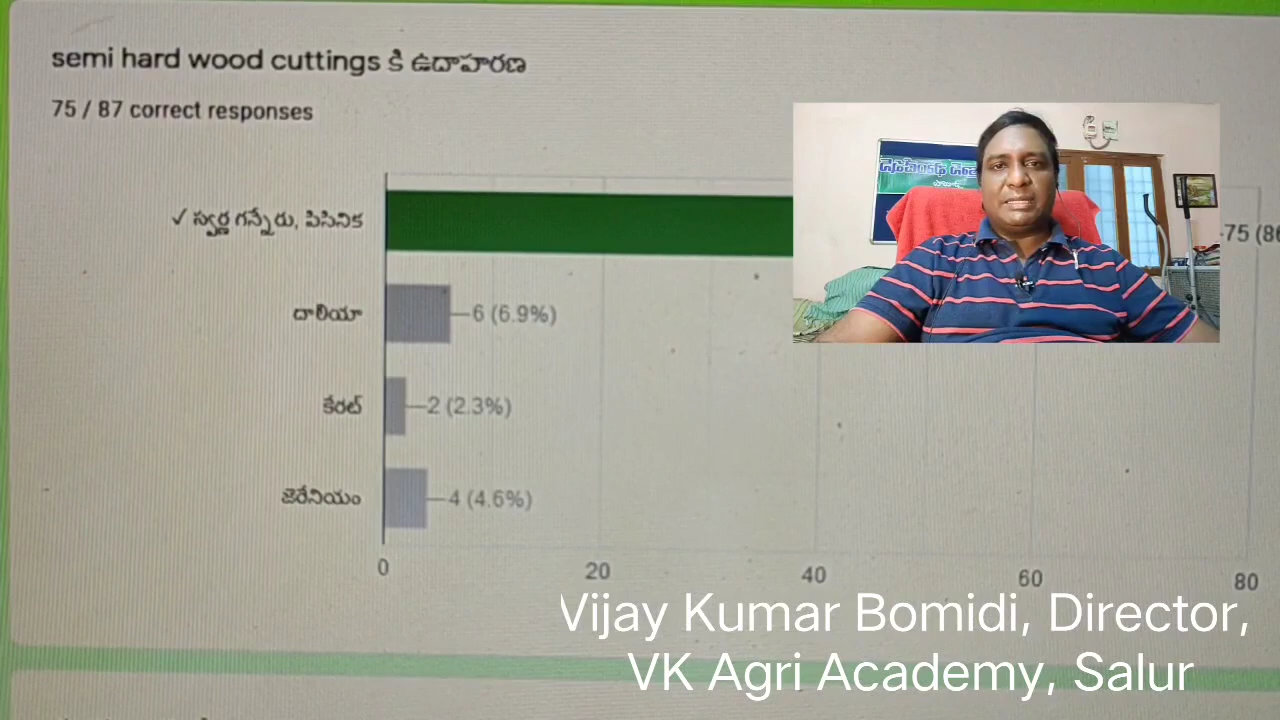 semi hard wood cuttings కి ఉదాహరణ
75 / 87 correct responses
✓ స్వర్ణ గన్నేరు, పిసినిక
75 (86
దాలియా
6 (6.9%)
కేరట్
2 (2.3%)
జెరేనియం
4 (4.6%)
0 20 40 60 80
Vijay Kumar Bomidi, Director,
VK Agri Academy, Salur